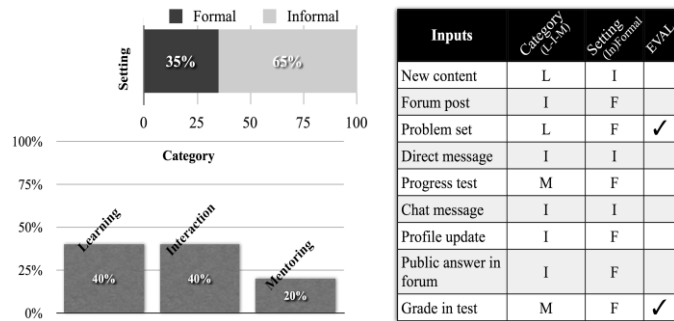 Formal Informal
Setting
35% 65%
0 25 50 75 100
Category
100%
75%
50%
25%
0%
Learning Interaction Mentoring
40% 40% 20%
Inputs Category (L-I-M) Setting (In)Formal EVAL
New content L I
Forum post I F
Problem set L F ✓
Direct message I I
Progress test M F
Chat message I I
Profile update I F
Public answer in
forum I F
Grade in test M F ✓